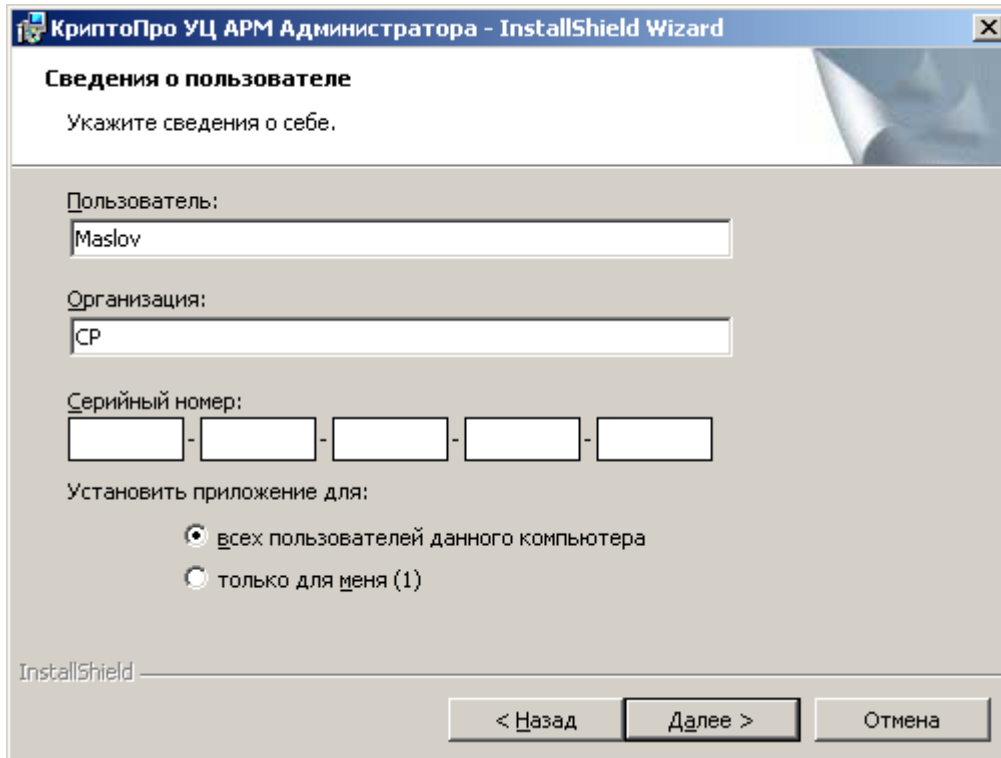 КриптоПро УЦ АРМ Администратора - InstallShield Wizard
Сведения о пользователе
Укажите сведения о себе.
Пользователь:
Maslov
Организация:
CP
Серийный номер:
- - - -
Установить приложение для:
всех пользователей данного компьютера
только для меня (1)
InstallShield
< Назад Далее > Отмена